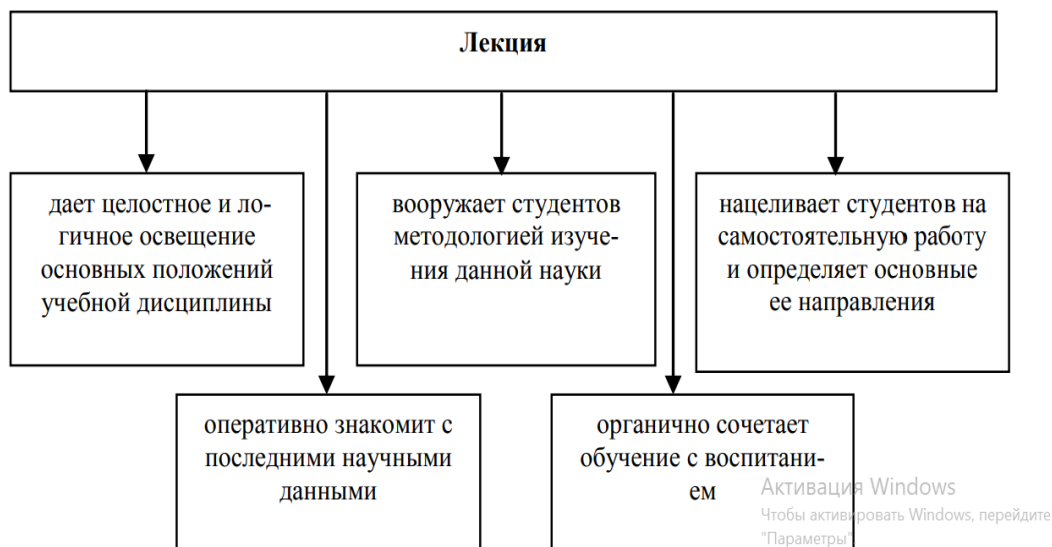 Лекция
дает целостное и ло-
гичное освещение
основных положений
учебной дисциплины
вооружает студентов
методологией изуче-
ния данной науки
нацеливает студентов на
самостоятельную работу
и определяет основные
ее направления
оперативно знакомит с
последними научными
данными
органично сочетает
обучение с воспитани-
ем
Активация Windows
Чтобы активировать Windows, перейдите
"Параметры"